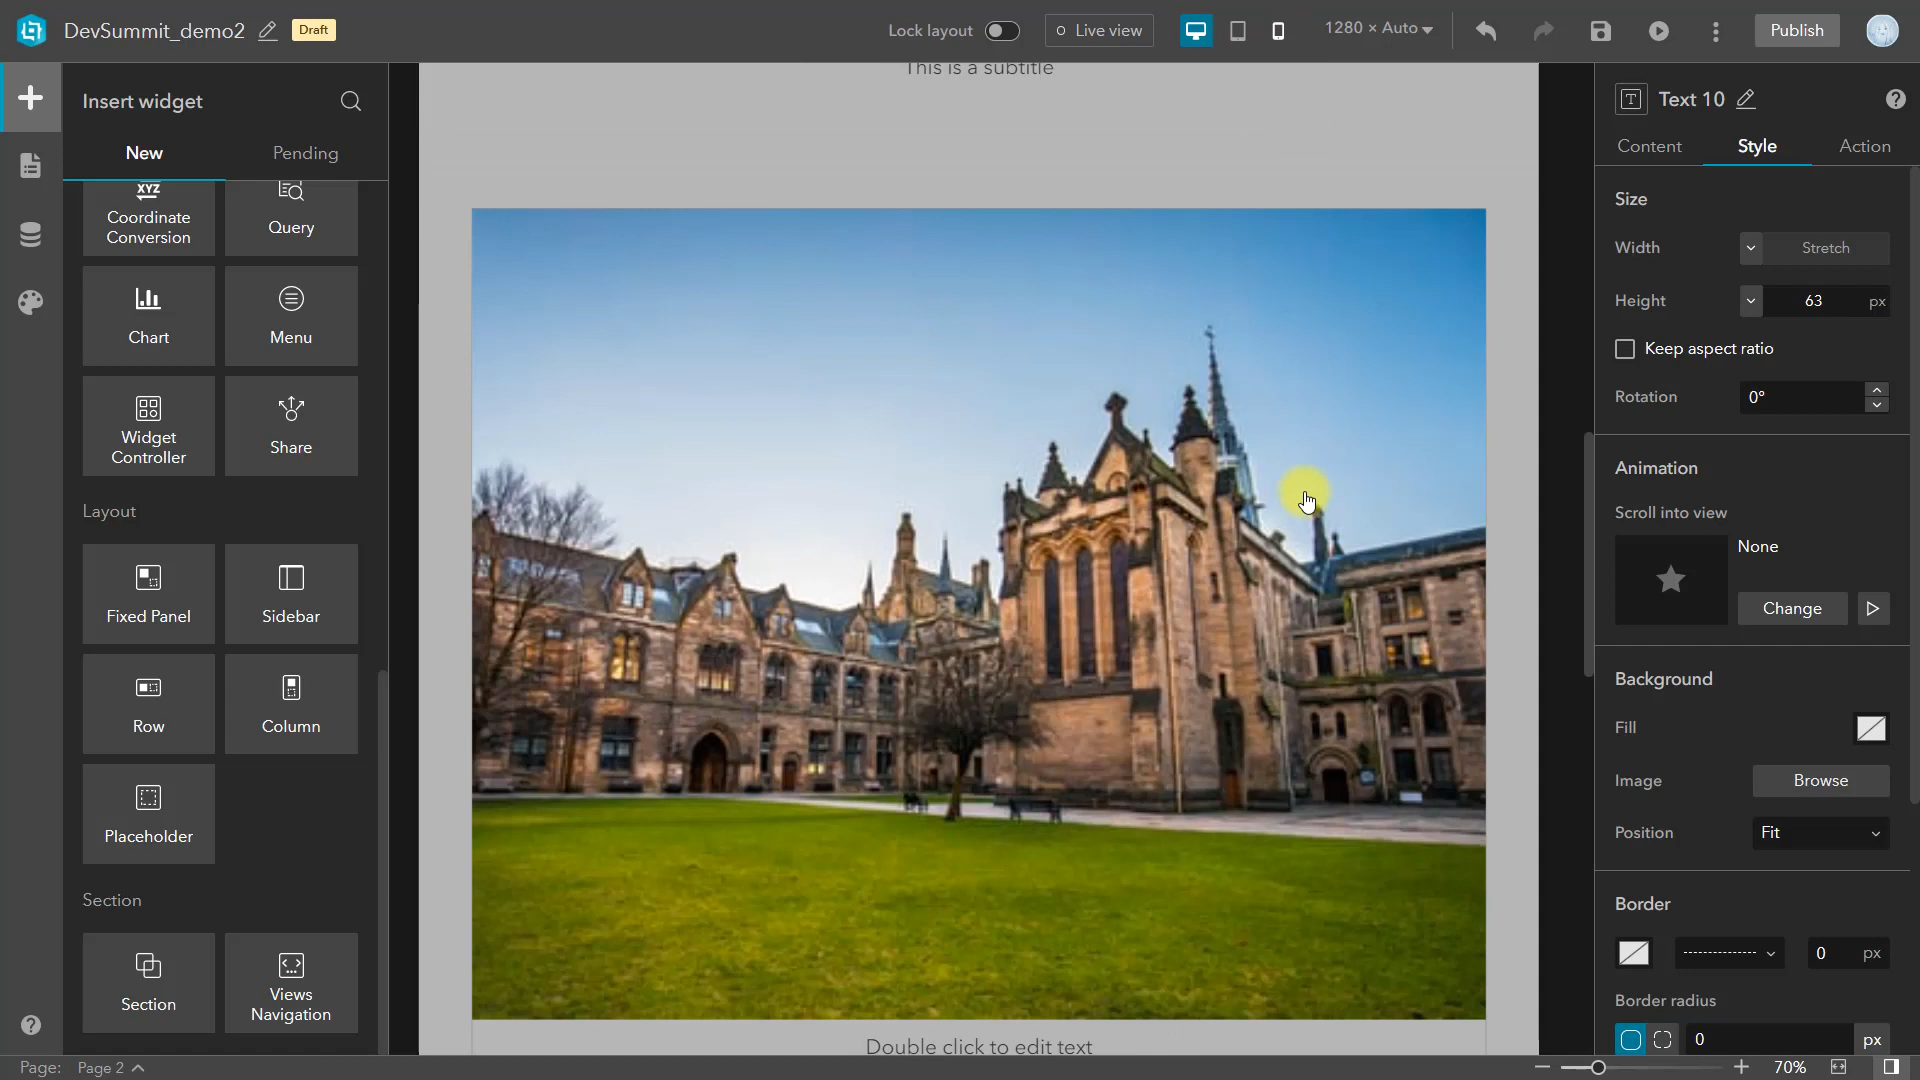 DevSummit_demo2
Draft
Lock layout
Live view
1280 × Auto
Publish
Insert widget
New
Pending
XYZ
Coordinate
Conversion
Query
Chart
Menu
Widget
Controller
Share
Layout
Fixed Panel
Sidebar
Row
Column
Placeholder
Section
Section
Views
Navigation
This is a subtitle
Double click to edit text
Text 10
Content
Style
Action
Size
Width
Stretch
Height
63
px
Keep aspect ratio
Rotation
0°
Animation
Scroll into view
None
Change
Background
Fill
Image
Browse
Position
Fit
Border
0
px
Border radius
0
px
Page:
Page 2
70%